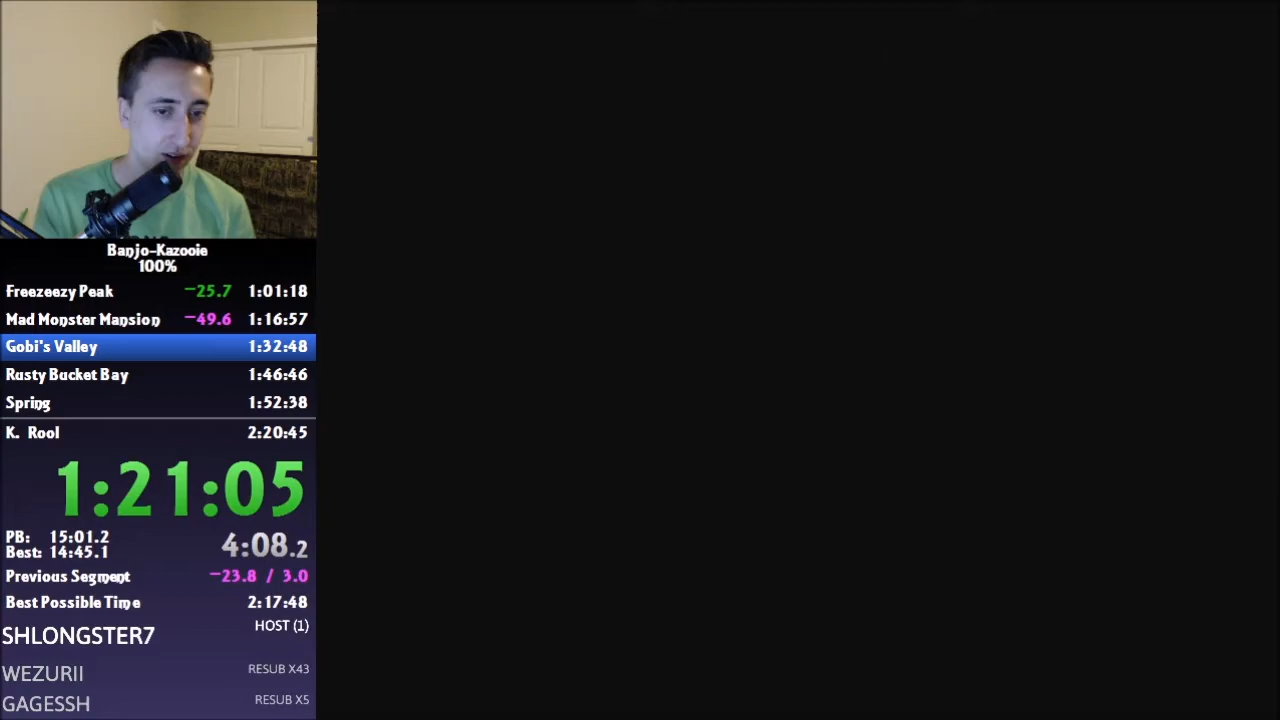 Banjo-Kazooie
100%
Freezeezy Peak −25.7 1:01:18
Mad Monster Mansion −49.6 1:16:57
Gobi's Valley 1:32:48
Rusty Bucket Bay 1:46:46
Spring 1:52:38
K. Rool 2:20:45
1:21:05
PB: 15:01.2
Best: 14:45.1
4:08.2
Previous Segment −23.8 / 3.0
Best Possible Time 2:17:48
SHLONGSTER7 HOST (1)
WEZURII RESUB X43
GAGESSH RESUB X5